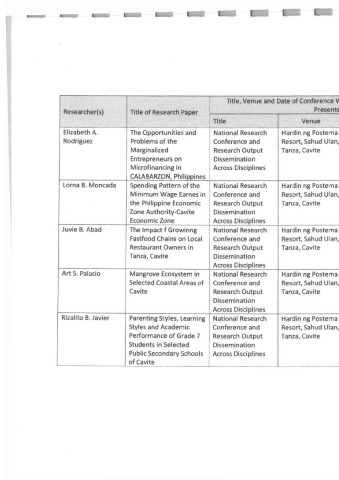 Title, Venue and Date of Conference W
Presente
Researcher(s)
Title of Research Paper
Title
Venue
Elizabeth A.
Rodriguez
The Opportunities and
Problems of the
Marginalized
Entrepreneurs on
Microfinancing in
CALABARZON, Philippines
National Research
Conference and
Research Output
Dissemination
Across Disciplines
Hardin ng Postema
Resort, Sahud Ulan,
Tanza, Cavite
Lorna B. Moncada
Spending Pattern of the
Minimum Wage Earnes in
the Philippine Economic
Zone Authority-Cavite
Economic Zone
National Research
Conference and
Research Output
Dissemination
Across Disciplines
Hardin ng Postema
Resort, Sahud Ulan,
Tanza, Cavite
Juvie B. Abad
The Impact f Growinng
Fastfood Chains on Local
Restaurant Owners in
Tanza, Cavite
National Research
Conference and
Research Output
Dissemination
Across Disciplines
Hardin ng Postema
Resort, Sahud Ulan,
Tanza, Cavite
Art S. Palacio
Mangrove Ecosystem in
Selected Coastal Areas of
Cavite
National Research
Conference and
Research Output
Dissemination
Across Disciplines
Hardin ng Postema
Resort, Sahud Ulan,
Tanza, Cavite
Rizalito B. Javier
Parenting Styles, Learning
Styles and Academic
Performance of Grade 7
Students in Selected
Public Secondary Schools
of Cavite
National Research
Conference and
Research Output
Dissemination
Across Disciplines
Hardin ng Postema
Resort, Sahud Ulan,
Tanza, Cavite